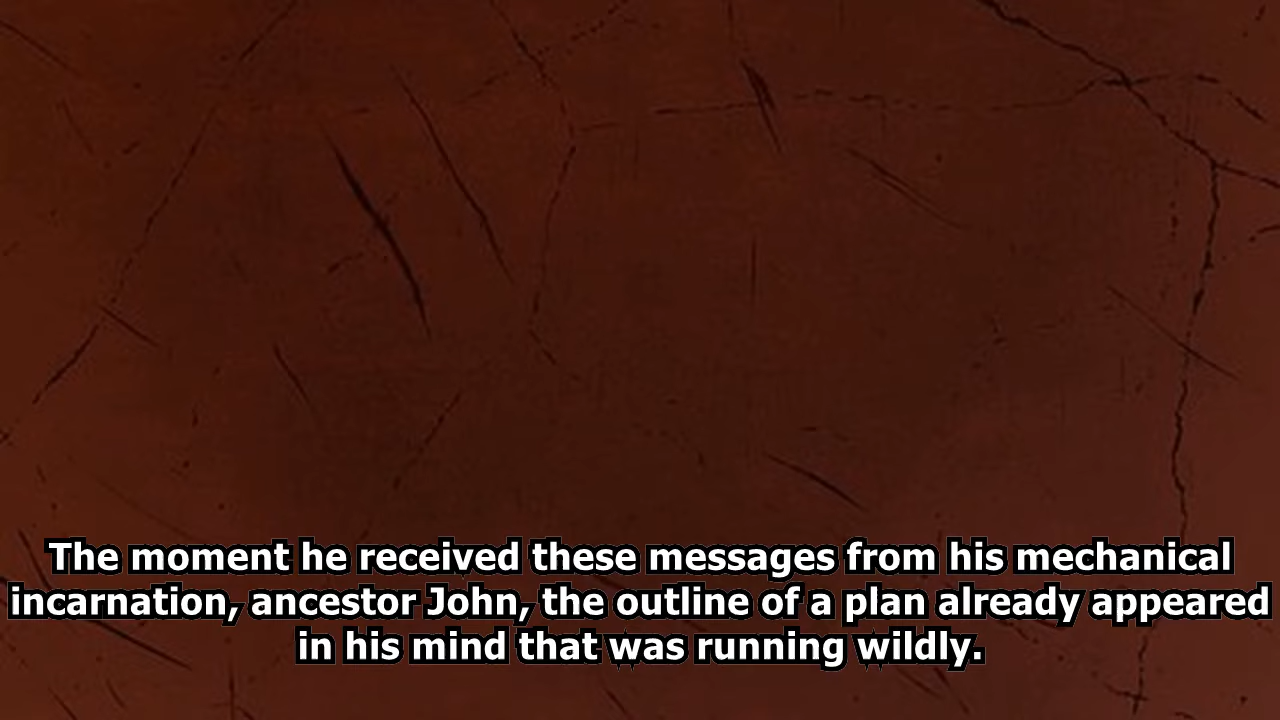 The moment he received these messages from his mechanical
incarnation, ancestor John, the outline of a plan already appeared
in his mind that was running wildly.